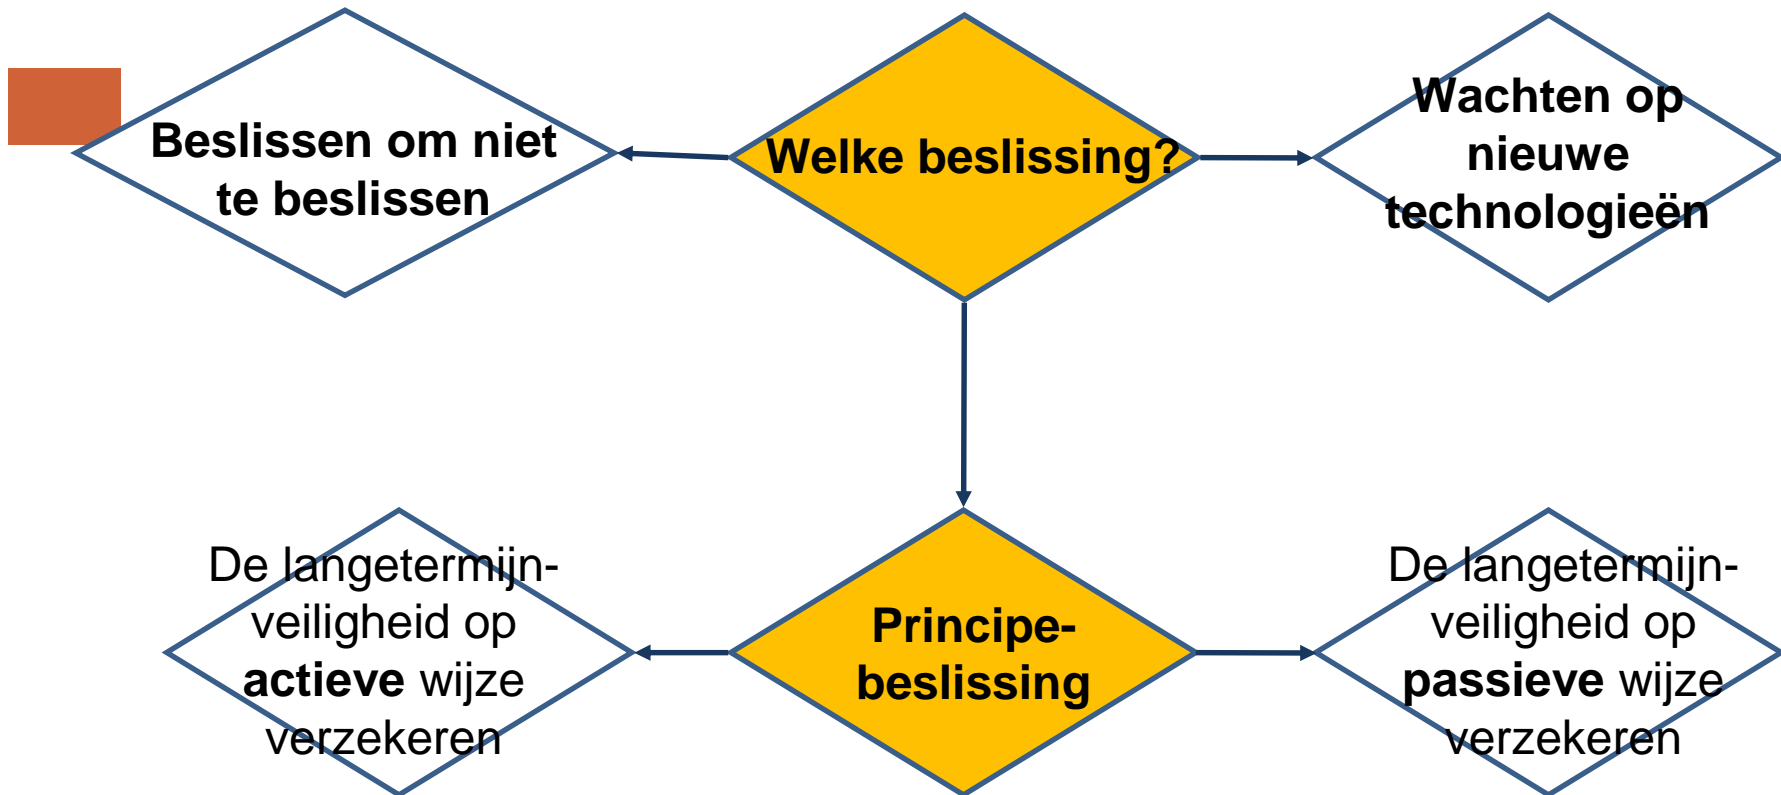 Beslissen om niet
te beslissen
Welke beslissing?
Wachten op
nieuwe
technologieën
De langetermijn-
veiligheid op
actieve wijze
verzekeren
Principe-
beslissing
De langetermijn-
veiligheid op
passieve wijze
verzekeren